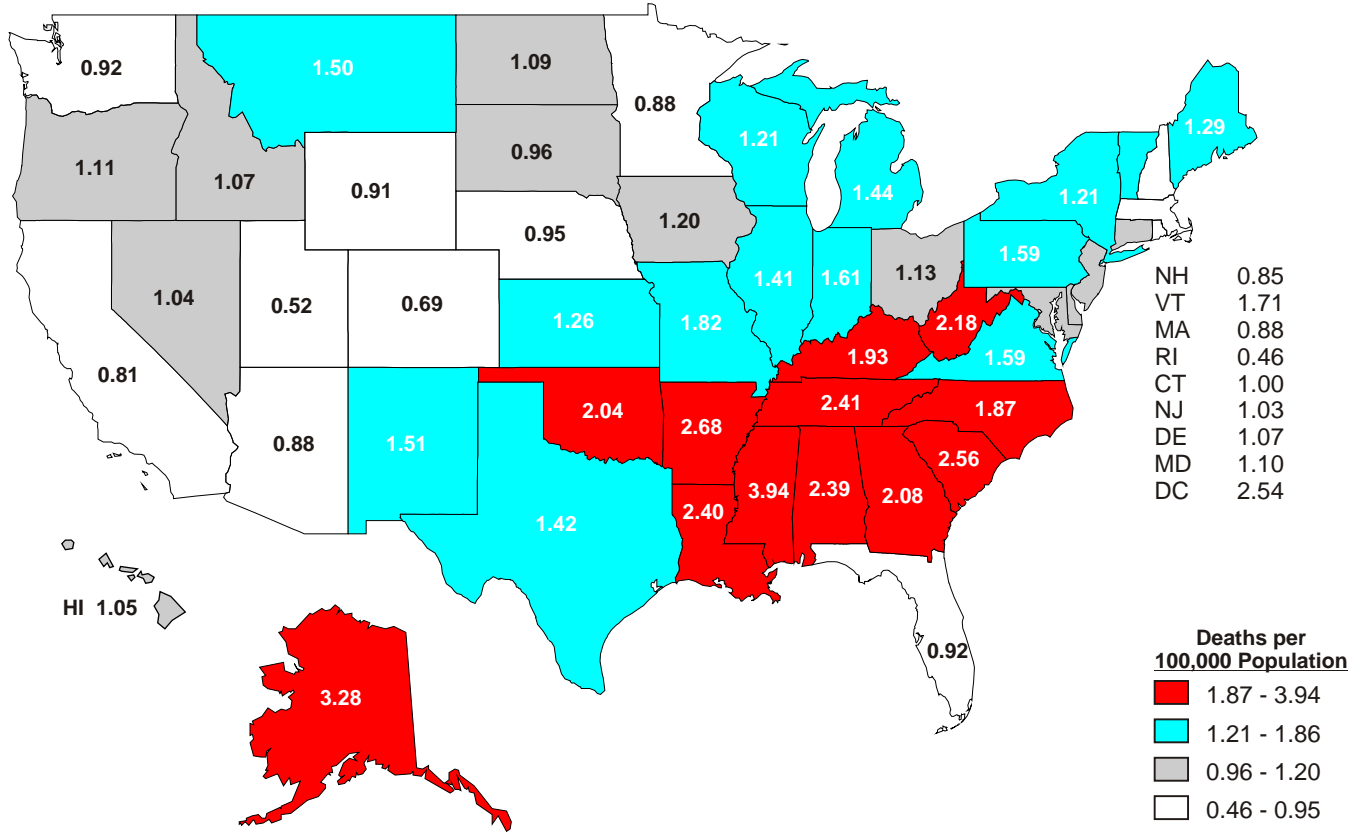 0.92
1.50
1.09
0.88
1.21
1.44
1.29
1.11
1.07
0.91
0.96
1.21
0.95
1.20
1.59
1.04
0.52
0.69
1.26
1.82
1.41
1.61
1.13
2.18
1.93
1.59
0.81
0.88
1.51
2.04
2.68
2.41
1.87
2.56
1.42
2.40
3.94
2.39
2.08
NH 0.85
VT 1.71
MA 0.88
RI 0.46
CT 1.00
NJ 1.03
DE 1.07
MD 1.10
DC 2.54
HI 1.05
3.28
0.92
Deaths per
100,000 Population
1.87 - 3.94
1.21 - 1.86
0.96 - 1.20
0.46 - 0.95